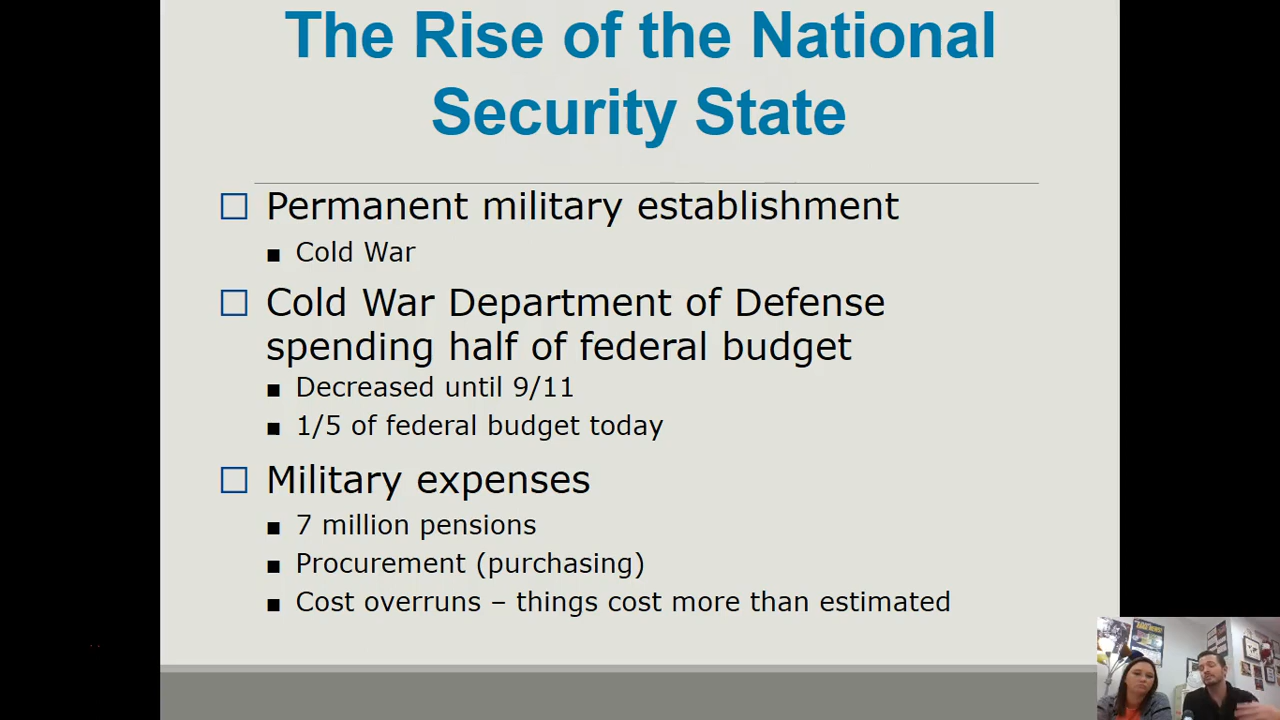 The Rise of the National
Security State
Permanent military establishment
Cold War
Cold War Department of Defense
spending half of federal budget
Decreased until 9/11
1/5 of federal budget today
Military expenses
7 million pensions
Procurement (purchasing)
Cost overruns – things cost more than estimated